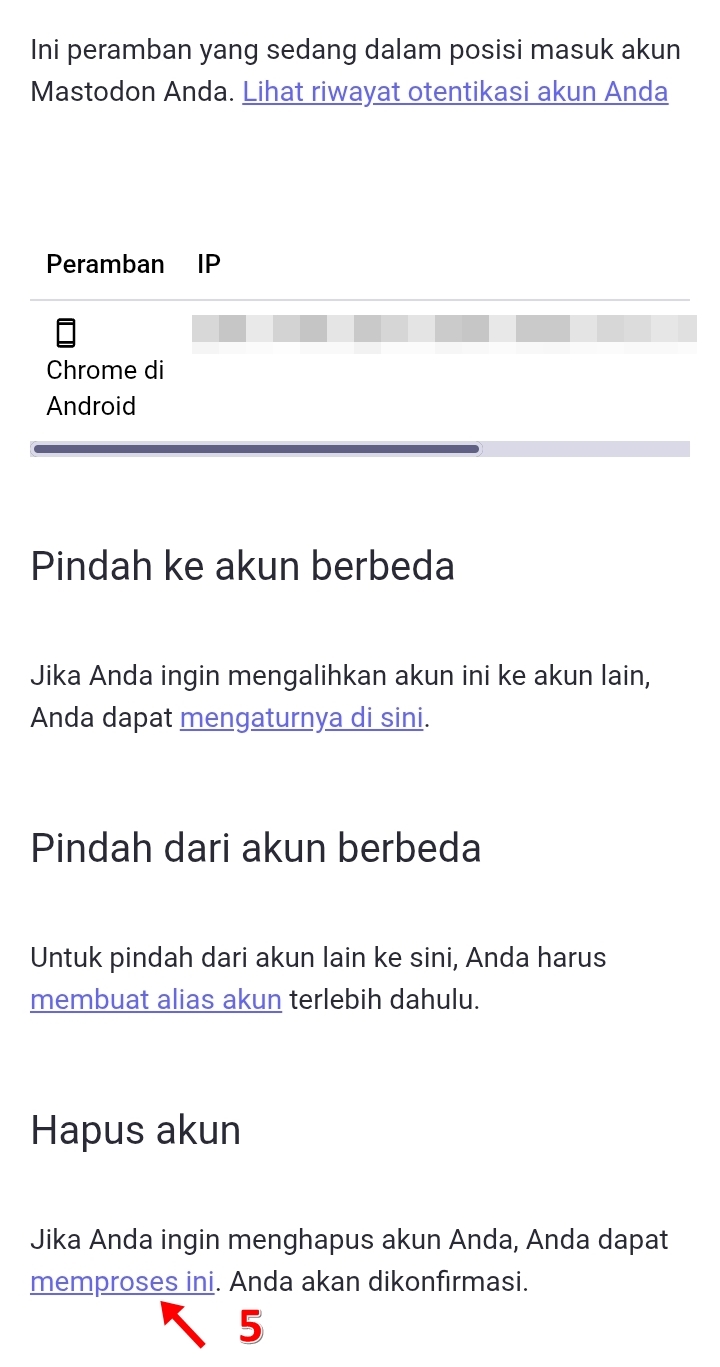 Ini peramban yang sedang dalam posisi masuk akun
Mastodon Anda. Lihat riwayat otentikasi akun Anda
Peramban IP
Chrome di
Android
Pindah ke akun berbeda
Jika Anda ingin mengalihkan akun ini ke akun lain,
Anda dapat mengaturnya di sini.
Pindah dari akun berbeda
Untuk pindah dari akun lain ke sini, Anda harus
membuat alias akun terlebih dahulu.
Hapus akun
Jika Anda ingin menghapus akun Anda, Anda dapat
memproses ini. Anda akan dikonfirmasi.
5